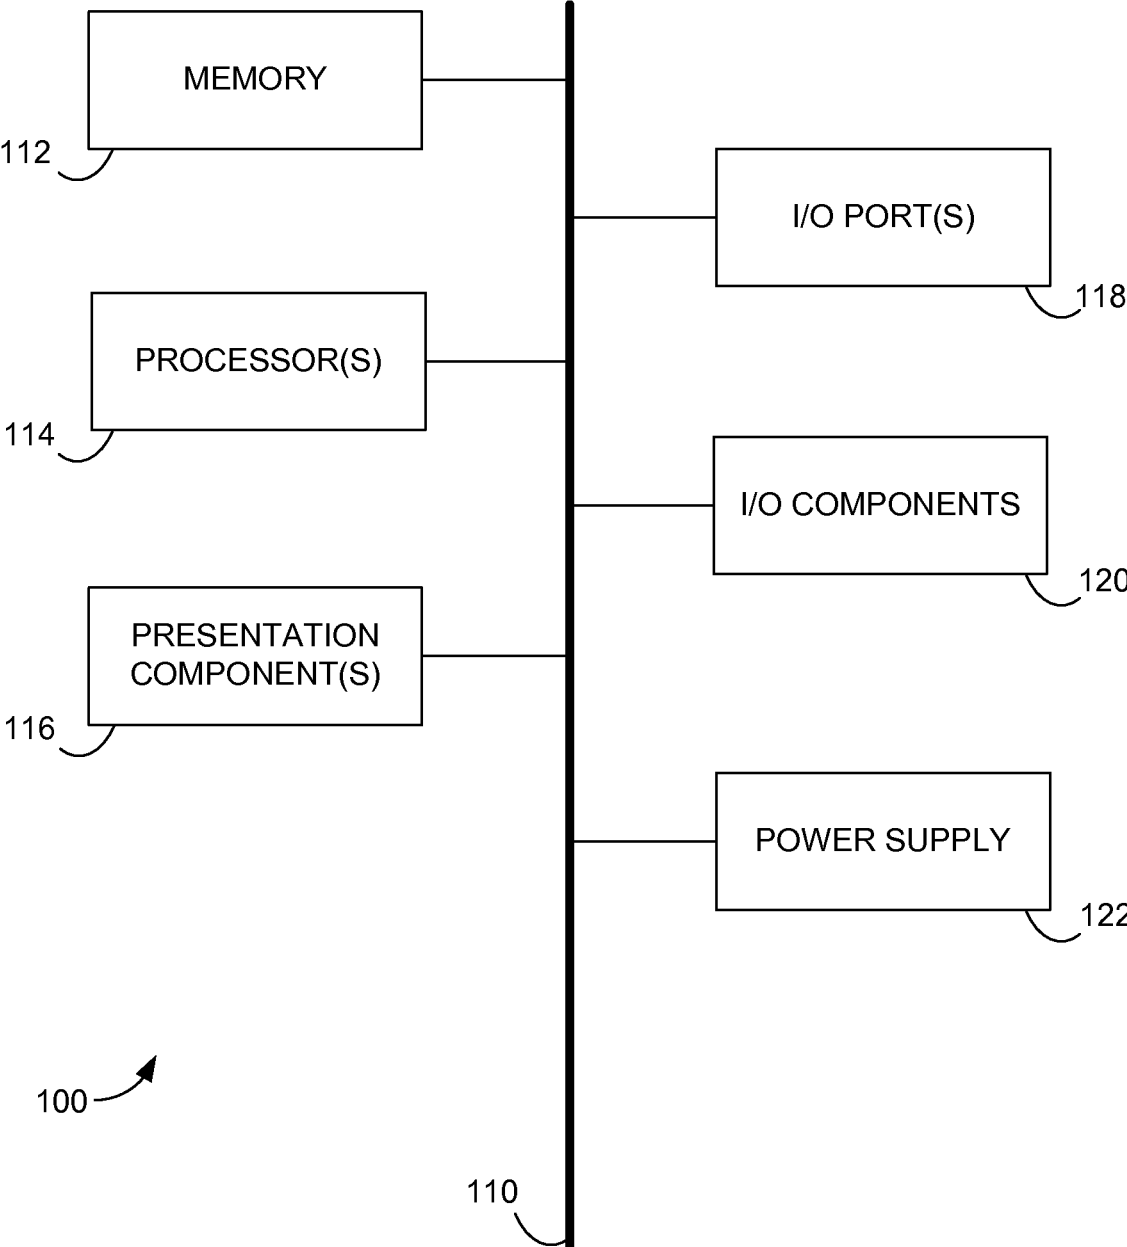 MEMORY
112
I/O PORT(S)
118
PROCESSOR(S)
114
I/O COMPONENTS
120
PRESENTATION
COMPONENT(S)
116
POWER SUPPLY
122
100
110